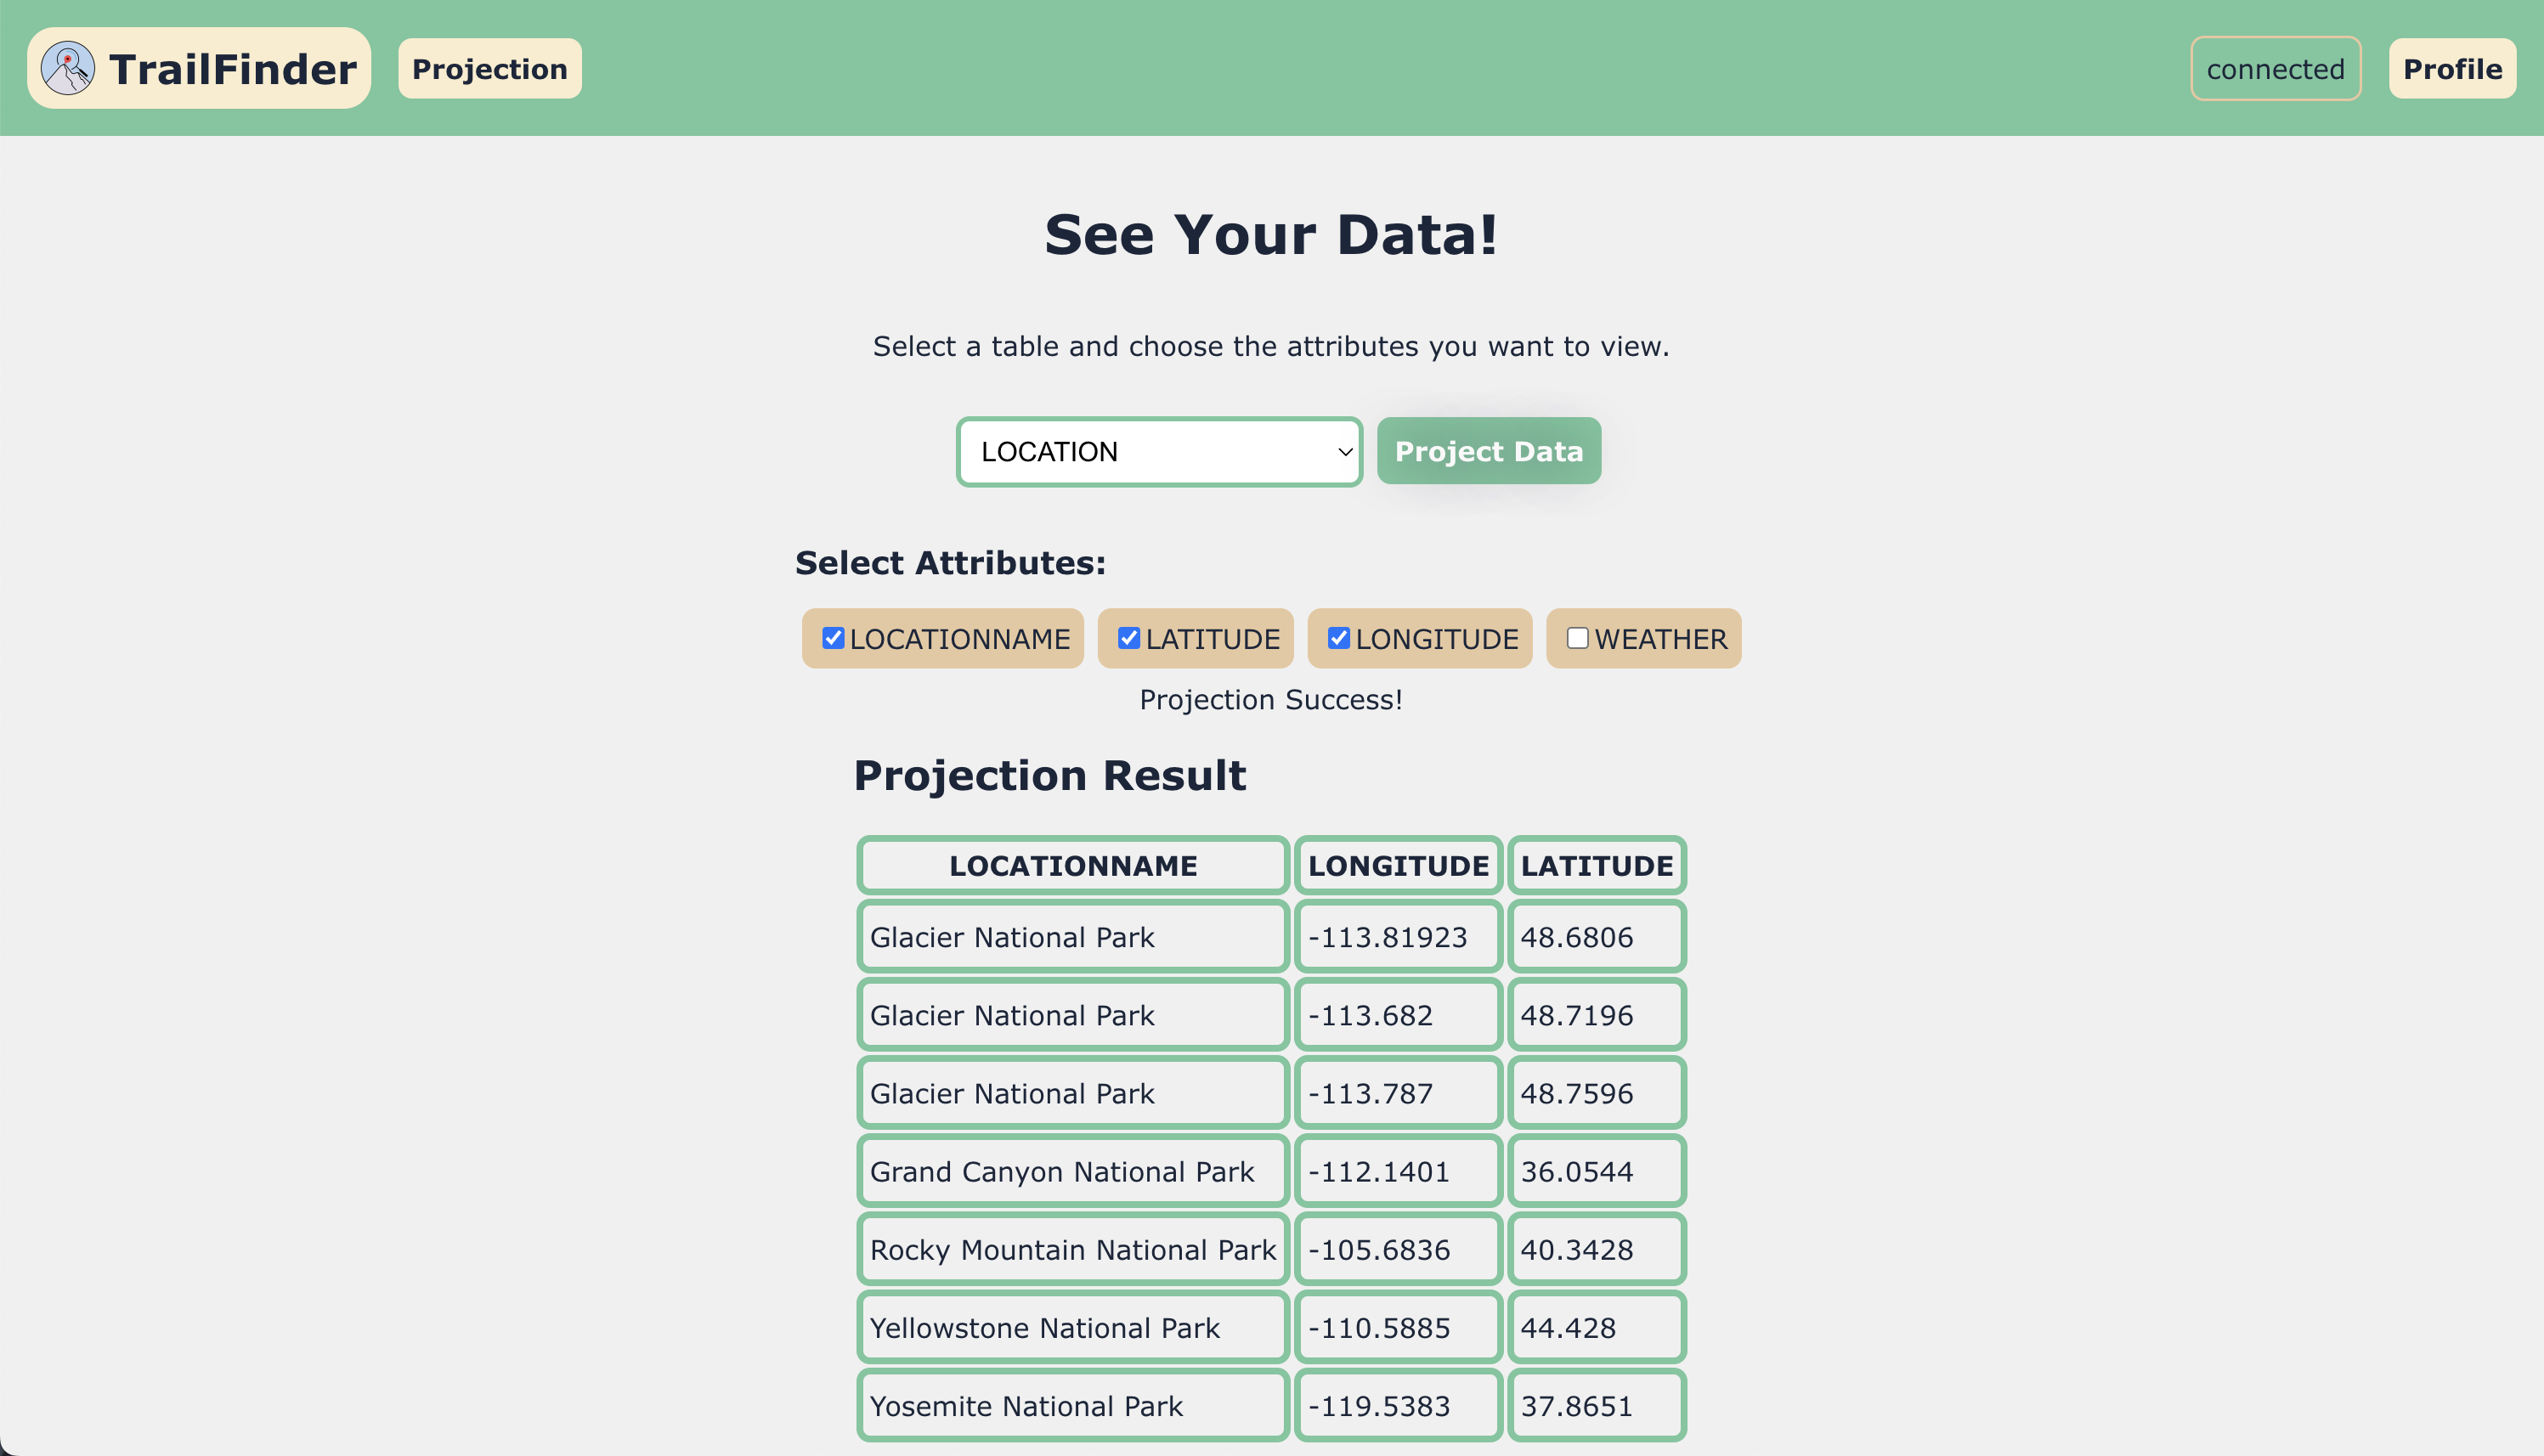 TrailFinder Projection connected Profile
See Your Data!
Select a table and choose the attributes you want to view.
LOCATION Project Data
Select Attributes:
LOCATIONNAME LATITUDE LONGITUDE WEATHER
Projection Success!
Projection Result
LOCATIONNAME LONGITUDE LATITUDE
Glacier National Park -113.81923 48.6806
Glacier National Park -113.682 48.7196
Glacier National Park -113.787 48.7596
Grand Canyon National Park -112.1401 36.0544
Rocky Mountain National Park -105.6836 40.3428
Yellowstone National Park -110.5885 44.428
Yosemite National Park -119.5383 37.8651